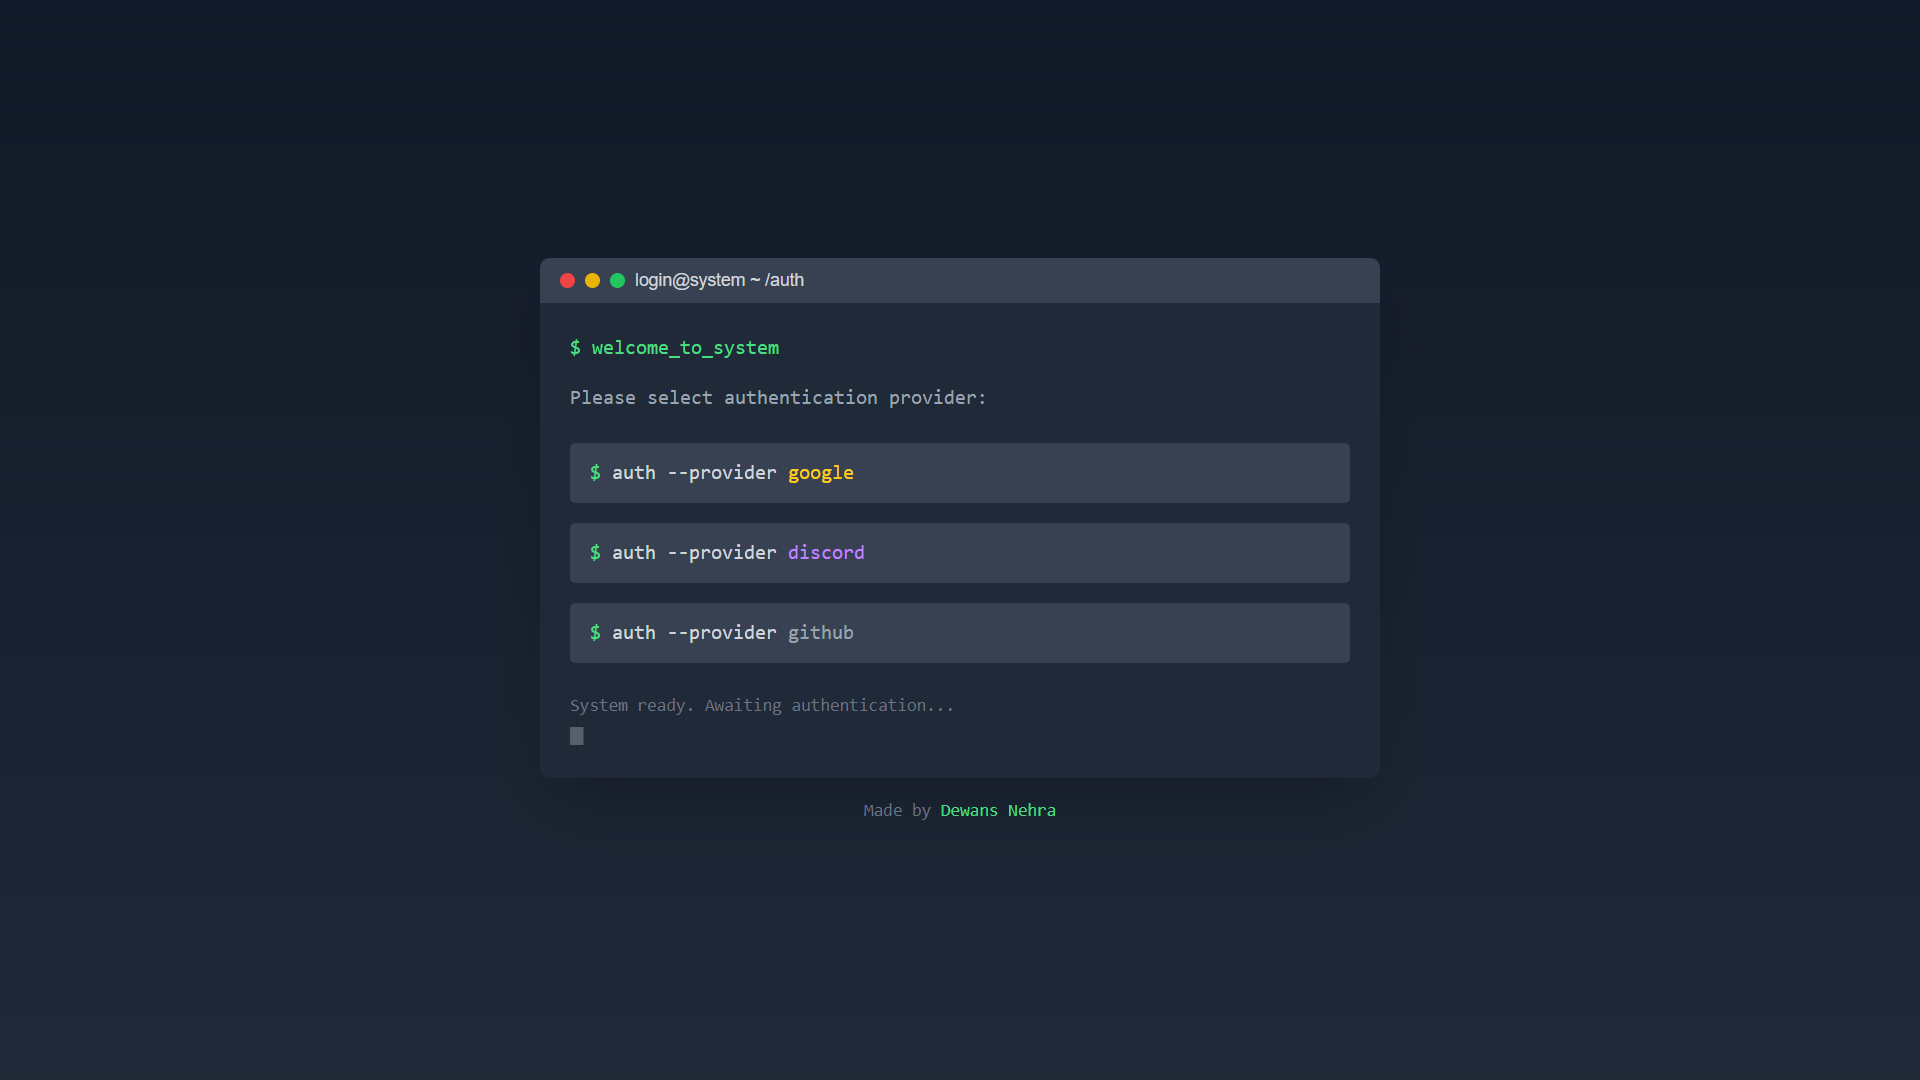 login@system ~ /auth
$ welcome_to_system
Please select authentication provider:
$ auth --provider google
$ auth --provider discord
$ auth --provider github
System ready. Awaiting authentication...
Made by Dewans Nehra